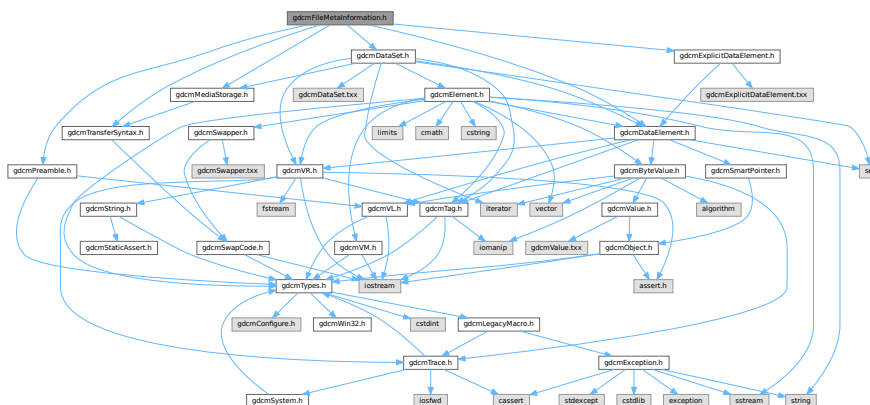 gdcmFileMetaInformation.h
gdcmDataSet.h
gdcmExplicitDataElement.h
gdcmMediaStorage.h
gdcmDataSet.txx
gdcmElement.h
gdcmExplicitDataElement.txx
gdcmTransferSyntax.h
gdcmSwapper.h
limits
cmath
cstring
gdcmDataElement.h
gdcmPreamble.h
gdcmSwapper.txx
gdcmVR.h
gdcmByteValue.h
gdcmSmartPointer.h
gdcmString.h
fstream
gdcmVL.h
gdcmTag.h
iterator
vector
gdcmValue.h
algorithm
gdcmStaticAssert.h
gdcmSwapCode.h
gdcmVM.h
iomanip
gdcmValue.txx
gdcmObject.h
gdcmTypes.h
iostream
assert.h
gdcmConfigure.h
gdcmWin32.h
cstdint
gdcmLegacyMacro.h
gdcmTrace.h
gdcmException.h
gdcmSystem.h
iosfwd
cassert
stdexcept
cstdlib
exception
sstream
string